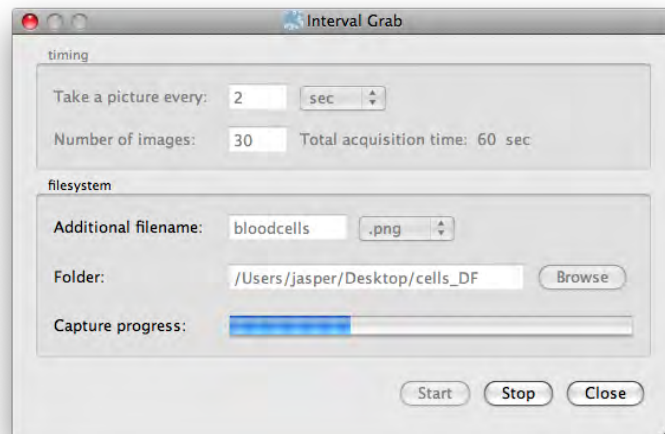 Interval Grab
timing
Take a picture every: 2 sec
Number of images: 30 Total acquisition time: 60 sec
filesystem
Additional filename: bloodcells .png
Folder: /Users/jasper/Desktop/cells_DF Browse
Capture progress:
Start Stop Close